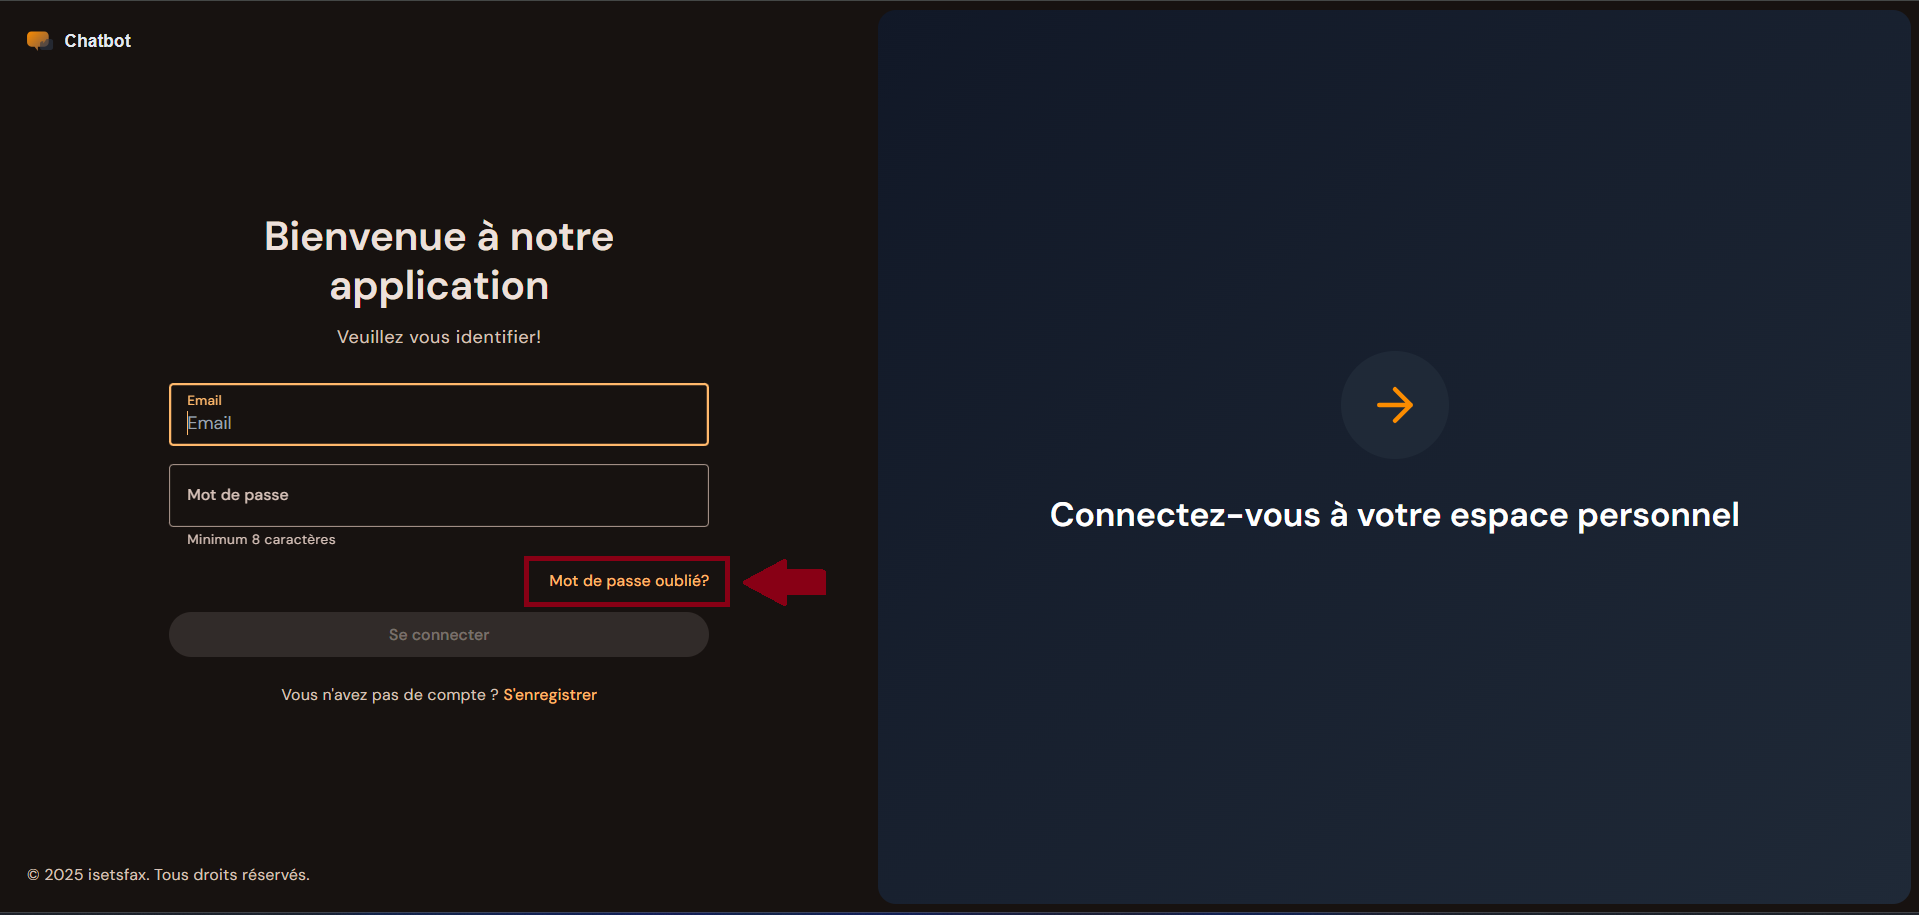 Chatbot
Bienvenue à notre
application
Veuillez vous identifier!
Email
Email
Mot de passe
Minimum 8 caractères
Mot de passe oublié?
Se connecter
Vous n'avez pas de compte ? S'enregistrer
© 2025 isetsfax. Tous droits réservés.
Connectez-vous à votre espace personnel